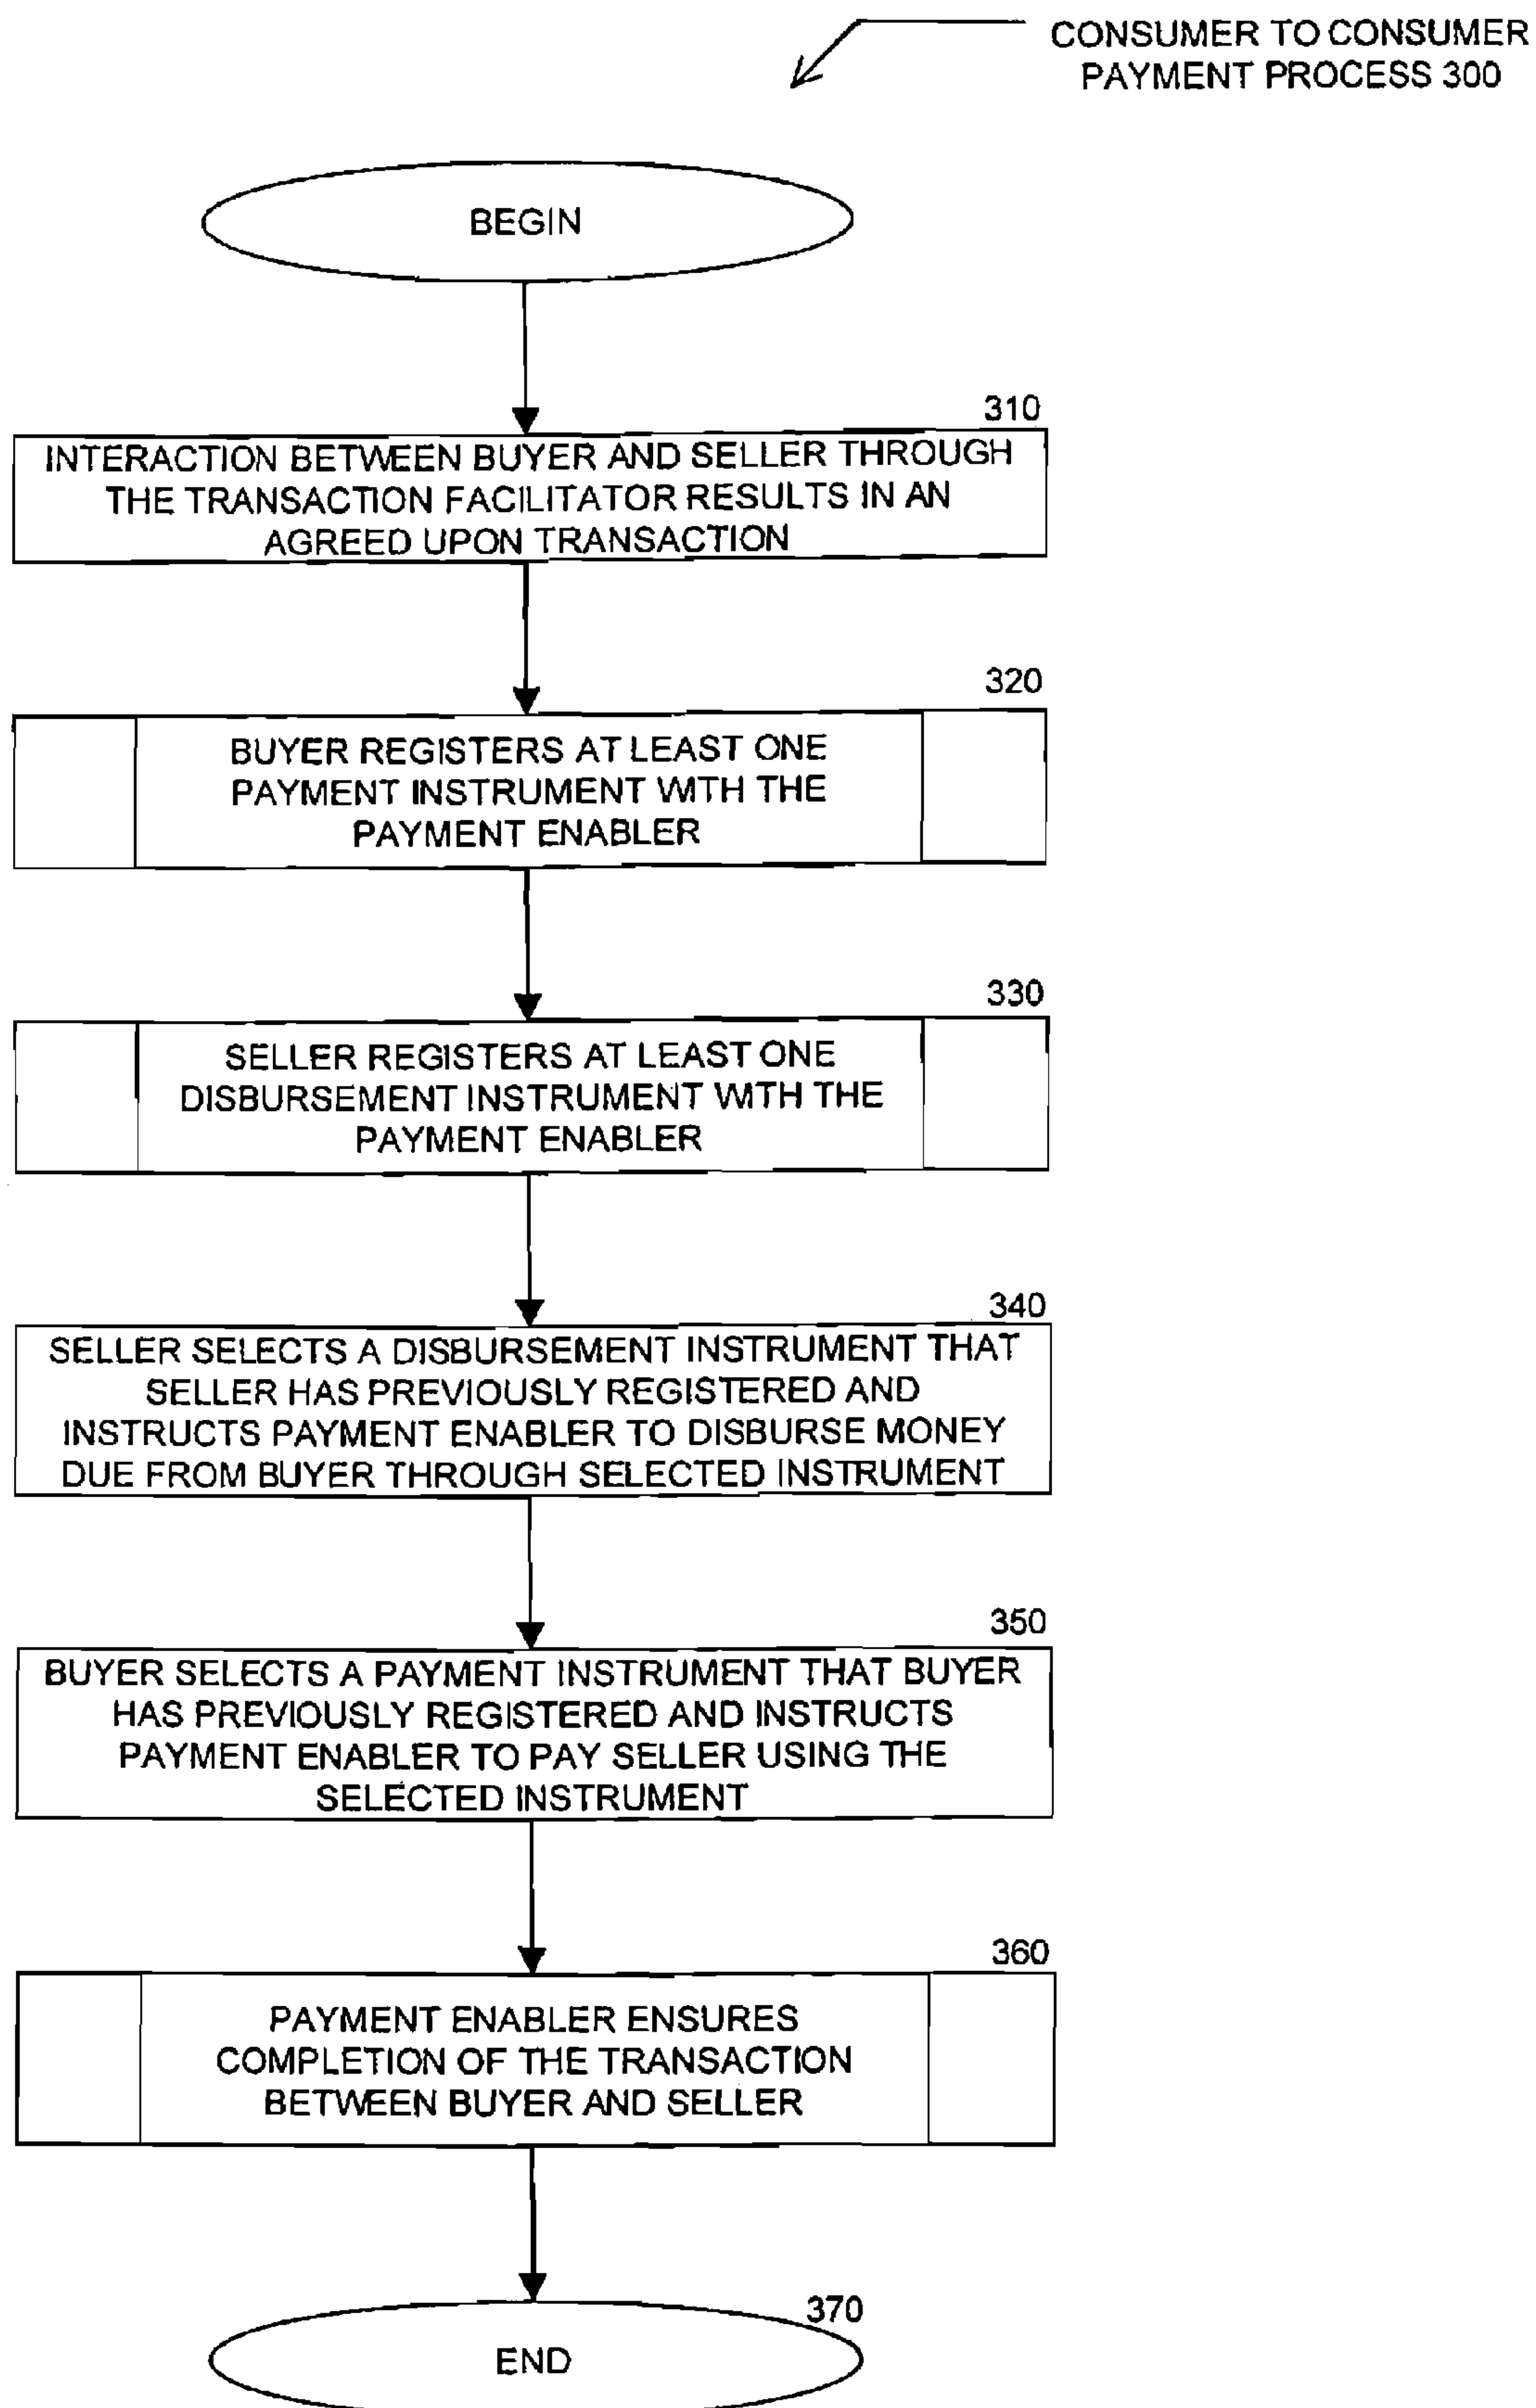 CONSUMER TO CONSUMER
PAYMENT PROCESS 300
BEGIN
310
INTERACTION BETWEEN BUYER AND SELLER THROUGH
THE TRANSACTION FACILITATOR RESULTS IN AN
AGREED UPON TRANSACTION
320
BUYER REGISTERS AT LEAST ONE
PAYMENT INSTRUMENT WITH THE
PAYMENT ENABLER
330
SELLER REGISTERS AT LEAST ONE
DISBURSEMENT INSTRUMENT WITH THE
PAYMENT ENABLER
340
SELLER SELECTS A DISBURSEMENT INSTRUMENT THAT
SELLER HAS PREVIOUSLY REGISTERED AND
INSTRUCTS PAYMENT ENABLER TO DISBURSE MONEY
DUE FROM BUYER THROUGH SELECTED INSTRUMENT
350
BUYER SELECTS A PAYMENT INSTRUMENT THAT BUYER
HAS PREVIOUSLY REGISTERED AND INSTRUCTS
PAYMENT ENABLER TO PAY SELLER USING THE
SELECTED INSTRUMENT
360
PAYMENT ENABLER ENSURES
COMPLETION OF THE TRANSACTION
BETWEEN BUYER AND SELLER
370
END